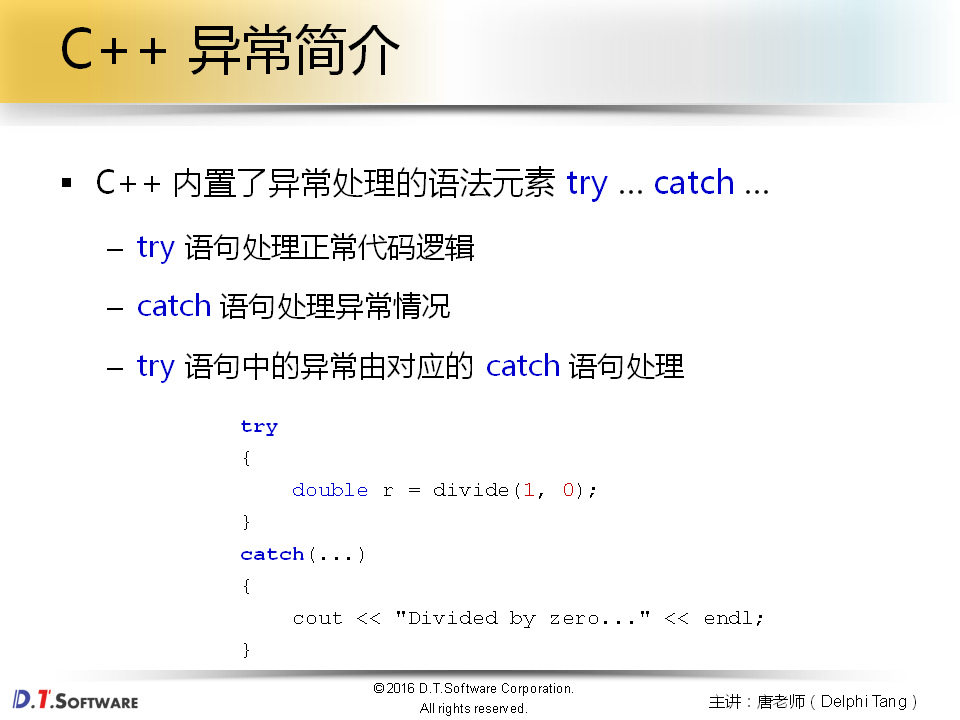 C++ 异常简介
▪ C++ 内置了异常处理的语法元素 try ... catch ...
– try 语句处理正常代码逻辑
– catch 语句处理异常情况
– try 语句中的异常由对应的 catch 语句处理
try
{
    double r = divide(1, 0);
}
catch(...)
{
    cout << "Divided by zero..." << endl;
}
D.T.SOFTWARE
©2016 D.T.Software Corporation.
All rights reserved.
主讲：唐老师（Delphi Tang）